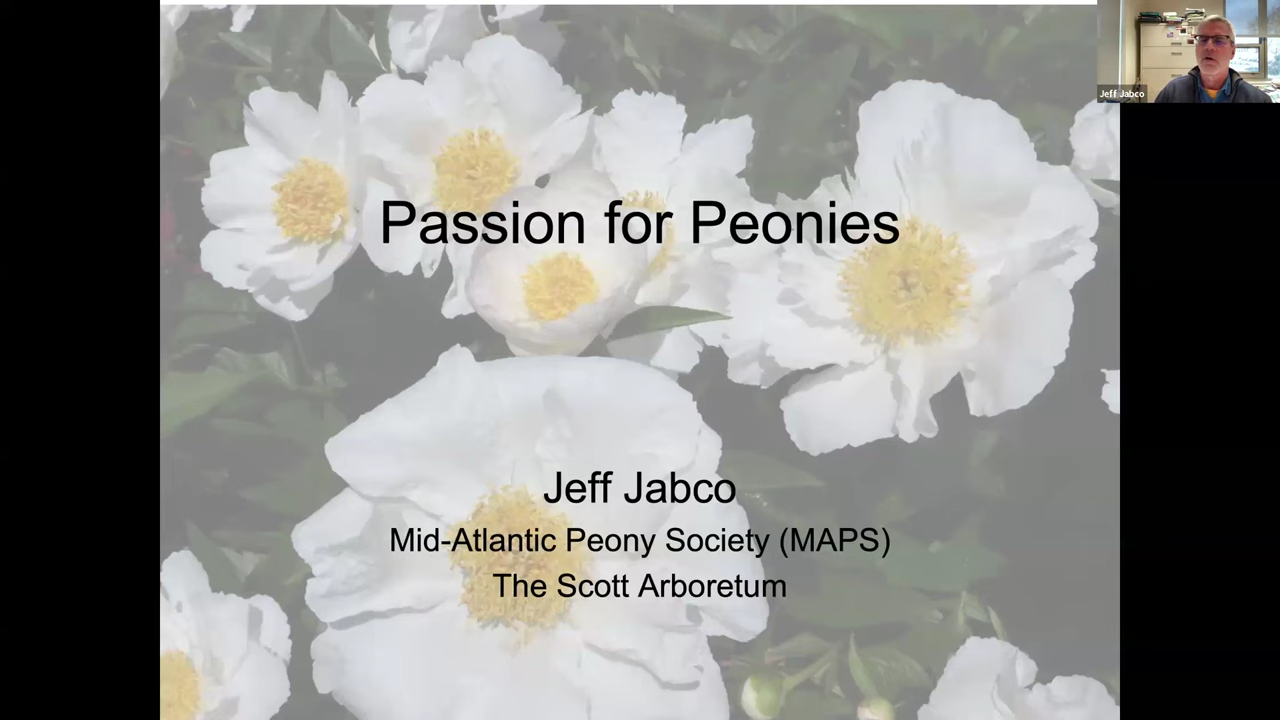 Jeff Jabco
Passion for Peonies
Jeff Jabco
Mid-Atlantic Peony Society (MAPS)
The Scott Arboretum